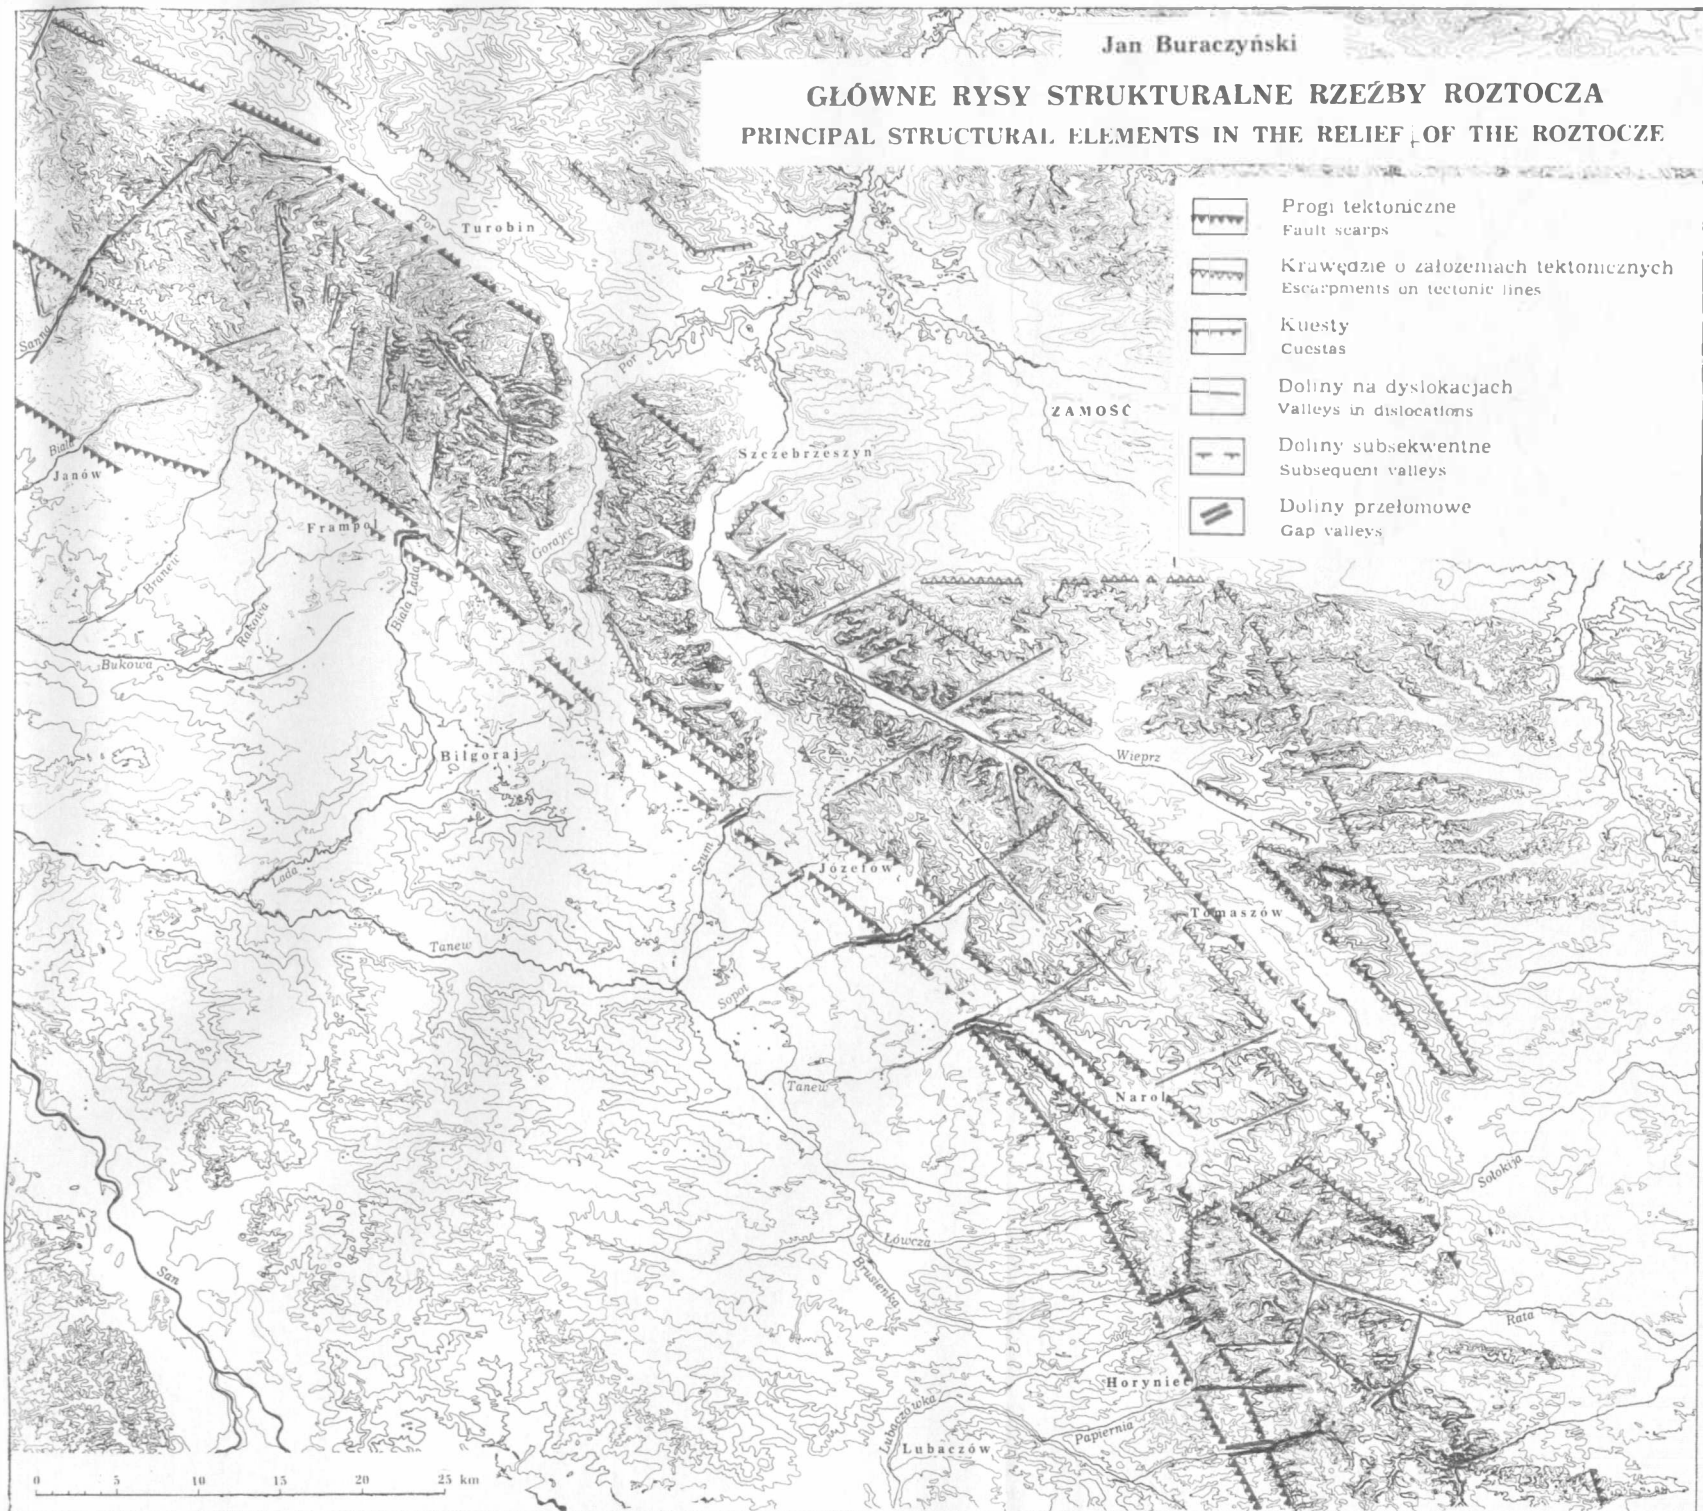 Jan Buraczyński
GŁÓWNE RYSY STRUKTURALNE RZEŹBY ROZTOCZA
PRINCIPAL STRUCTURAL ELEMENTS IN THE RELIEF OF THE ROZTOCZE
Progi tektoniczne
Fault scarps
Krawędzie o założeniach tektonicznych
Escarpments on tectonic lines
Kuesty
Cuestas
Doliny na dyslokacjach
Valleys in dislocations
Doliny subsekwentne
Subsequent valleys
Doliny przełomowe
Gap valleys
Por
Turobin
Wieprz
Sanna
Por
ZAMOŚĆ
Biała
Janów
Szczebrzeszyn
Frampol
Gorajec
Branew
Biała Łada
Rakowa
Bukowa
Biłgoraj
Wieprz
Szum
Józefów
Łada
Tomaszów
Tanew
Sopot
Tanew
Narol
Sołokija
Łówcza
San
Brusienka
Rata
Horyniec
Lubaczówka
Papiernia
Lubaczów
0 5 10 15 20 25 km